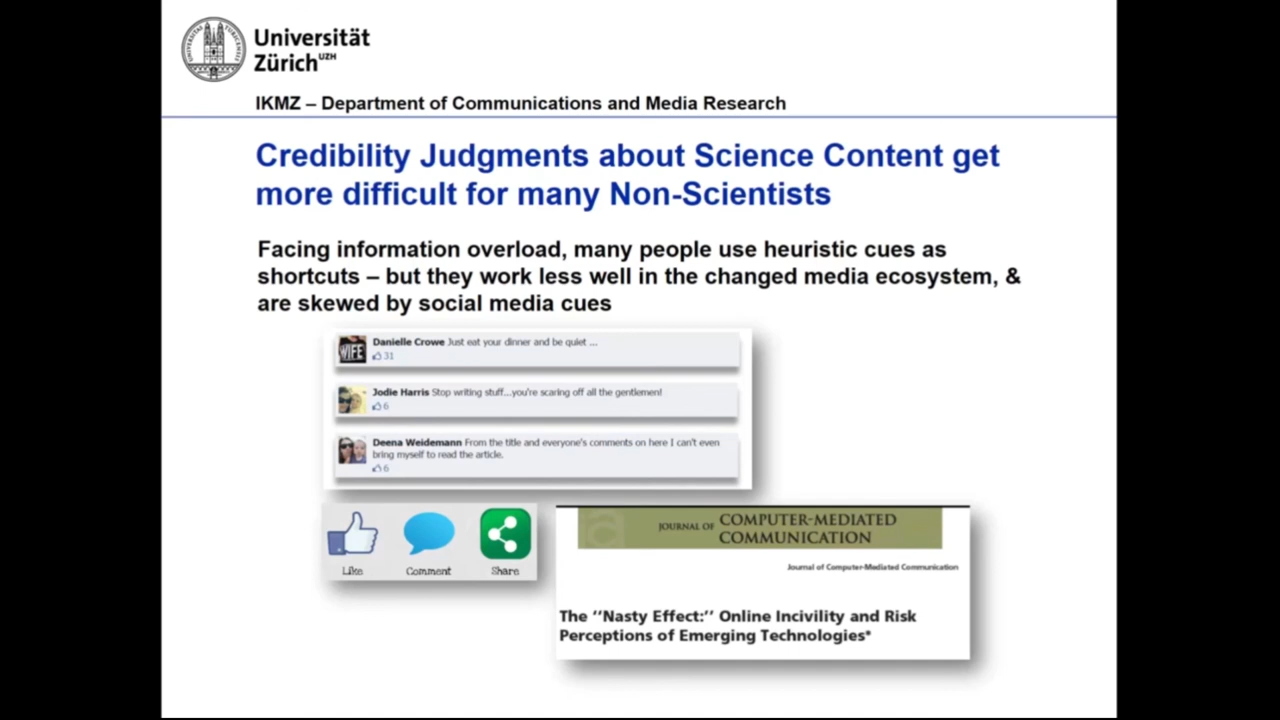 Universität
Zürich UZH
IKMZ – Department of Communications and Media Research
Credibility Judgments about Science Content get
more difficult for many Non-Scientists
Facing information overload, many people use heuristic cues as
shortcuts – but they work less well in the changed media ecosystem, &
are skewed by social media cues
WIFE
Danielle Crowe Just eat your dinner and be quiet ...
31
Jodie Harris Stop writing stuff...you're scaring off all the gentlemen!
6
Deena Weidemann From the title and everyone's comments on here I can't even
bring myself to read the article.
6
Like Comment Share
JOURNAL OF COMPUTER-MEDIATED
COMMUNICATION
Journal of Computer-Mediated Communication
The ‘‘Nasty Effect:’’ Online Incivility and Risk
Perceptions of Emerging Technologies*